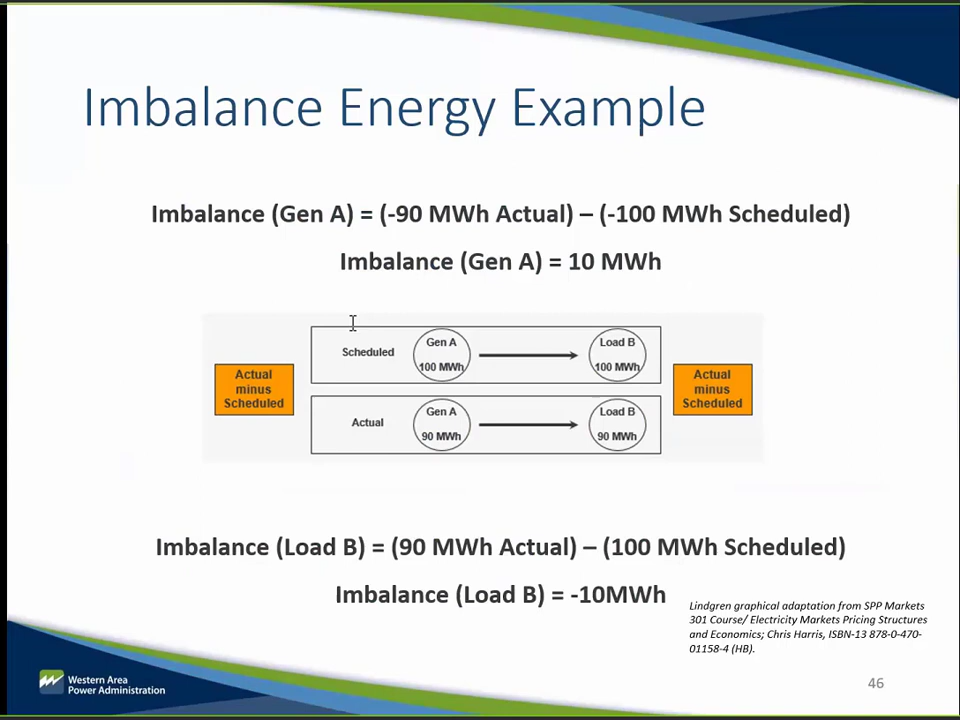 Imbalance Energy Example
Imbalance (Gen A) = (-90 MWh Actual) – (-100 MWh Scheduled)
Imbalance (Gen A) = 10 MWh
Actual
minus
Scheduled
Scheduled
Gen A
100 MWh
Load B
100 MWh
Actual
Gen A
90 MWh
Load B
90 MWh
Actual
minus
Scheduled
Imbalance (Load B) = (90 MWh Actual) – (100 MWh Scheduled)
Imbalance (Load B) = -10MWh
Lindgren graphical adaptation from SPP Markets
301 Course/ Electricity Markets Pricing Structures
and Economics; Chris Harris, ISBN-13 878-0-470-
01158-4 (HB).
Western Area
Power Administration
46